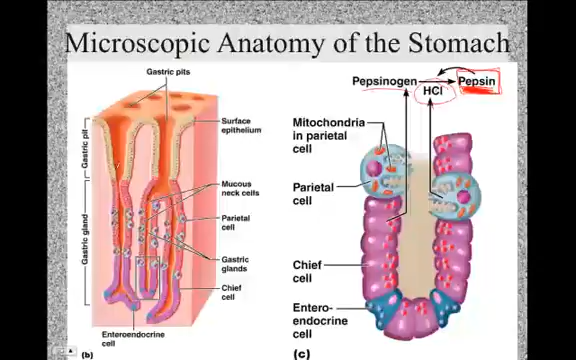 Microscopic Anatomy of the Stomach
Gastric pits
Surface
epithelium
Gastric pit
Gastric gland
Mucous
neck cells
Parietal
cell
Gastric
glands
Chief
cell
Enteroendocrine
cell
(b)
Pepsinogen
Pepsin
HCl
Mitochondria
in parietal
cell
Parietal
cell
Chief
cell
Entero-
endocrine
cell
(c)